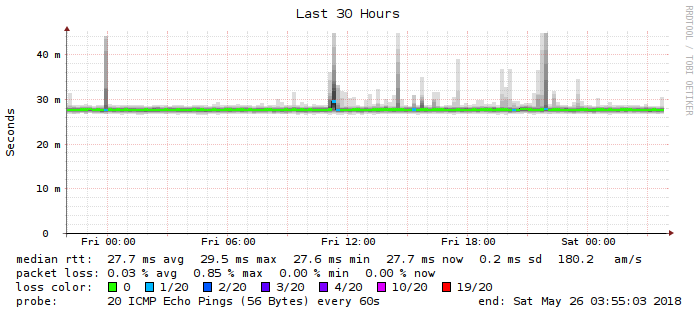 Last 30 Hours
RRDTOOL / TOBI OETIKER
Seconds
40 m
30 m
20 m
10 m
0
Fri 00:00 Fri 06:00 Fri 12:00 Fri 18:00 Sat 00:00
median rtt: 27.7 ms avg 29.5 ms max 27.6 ms min 27.7 ms now 0.2 ms sd 180.2 am/s
packet loss: 0.03 % avg 0.85 % max 0.00 % min 0.00 % now
loss color: 0 1/20 2/20 3/20 4/20 10/20 19/20
probe: 20 ICMP Echo Pings (56 Bytes) every 60s end: Sat May 26 03:55:03 2018